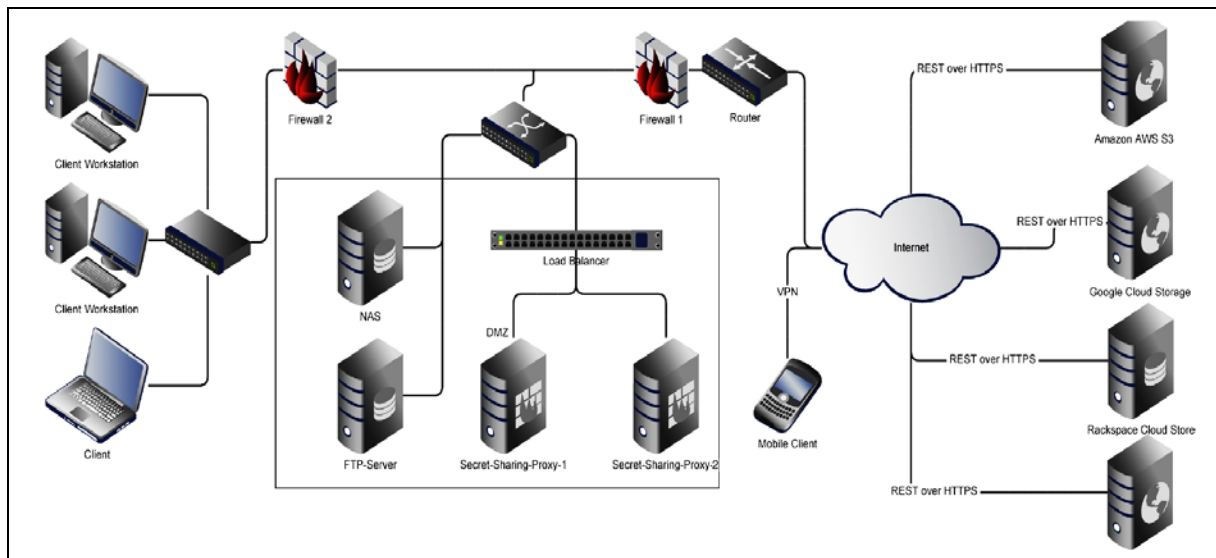 Client Workstation
Client Workstation
Client
Firewall 2
Firewall 1
Router
NAS
Load Balancer
DMZ
FTP-Server
Secret-Sharing-Proxy-1
Secret-Sharing-Proxy-2
VPN
Mobile Client
Internet
REST over HTTPS
Amazon AWS S3
REST over HTTPS
Google Cloud Storage
REST over HTTPS
Rackspace Cloud Store
REST over HTTPS